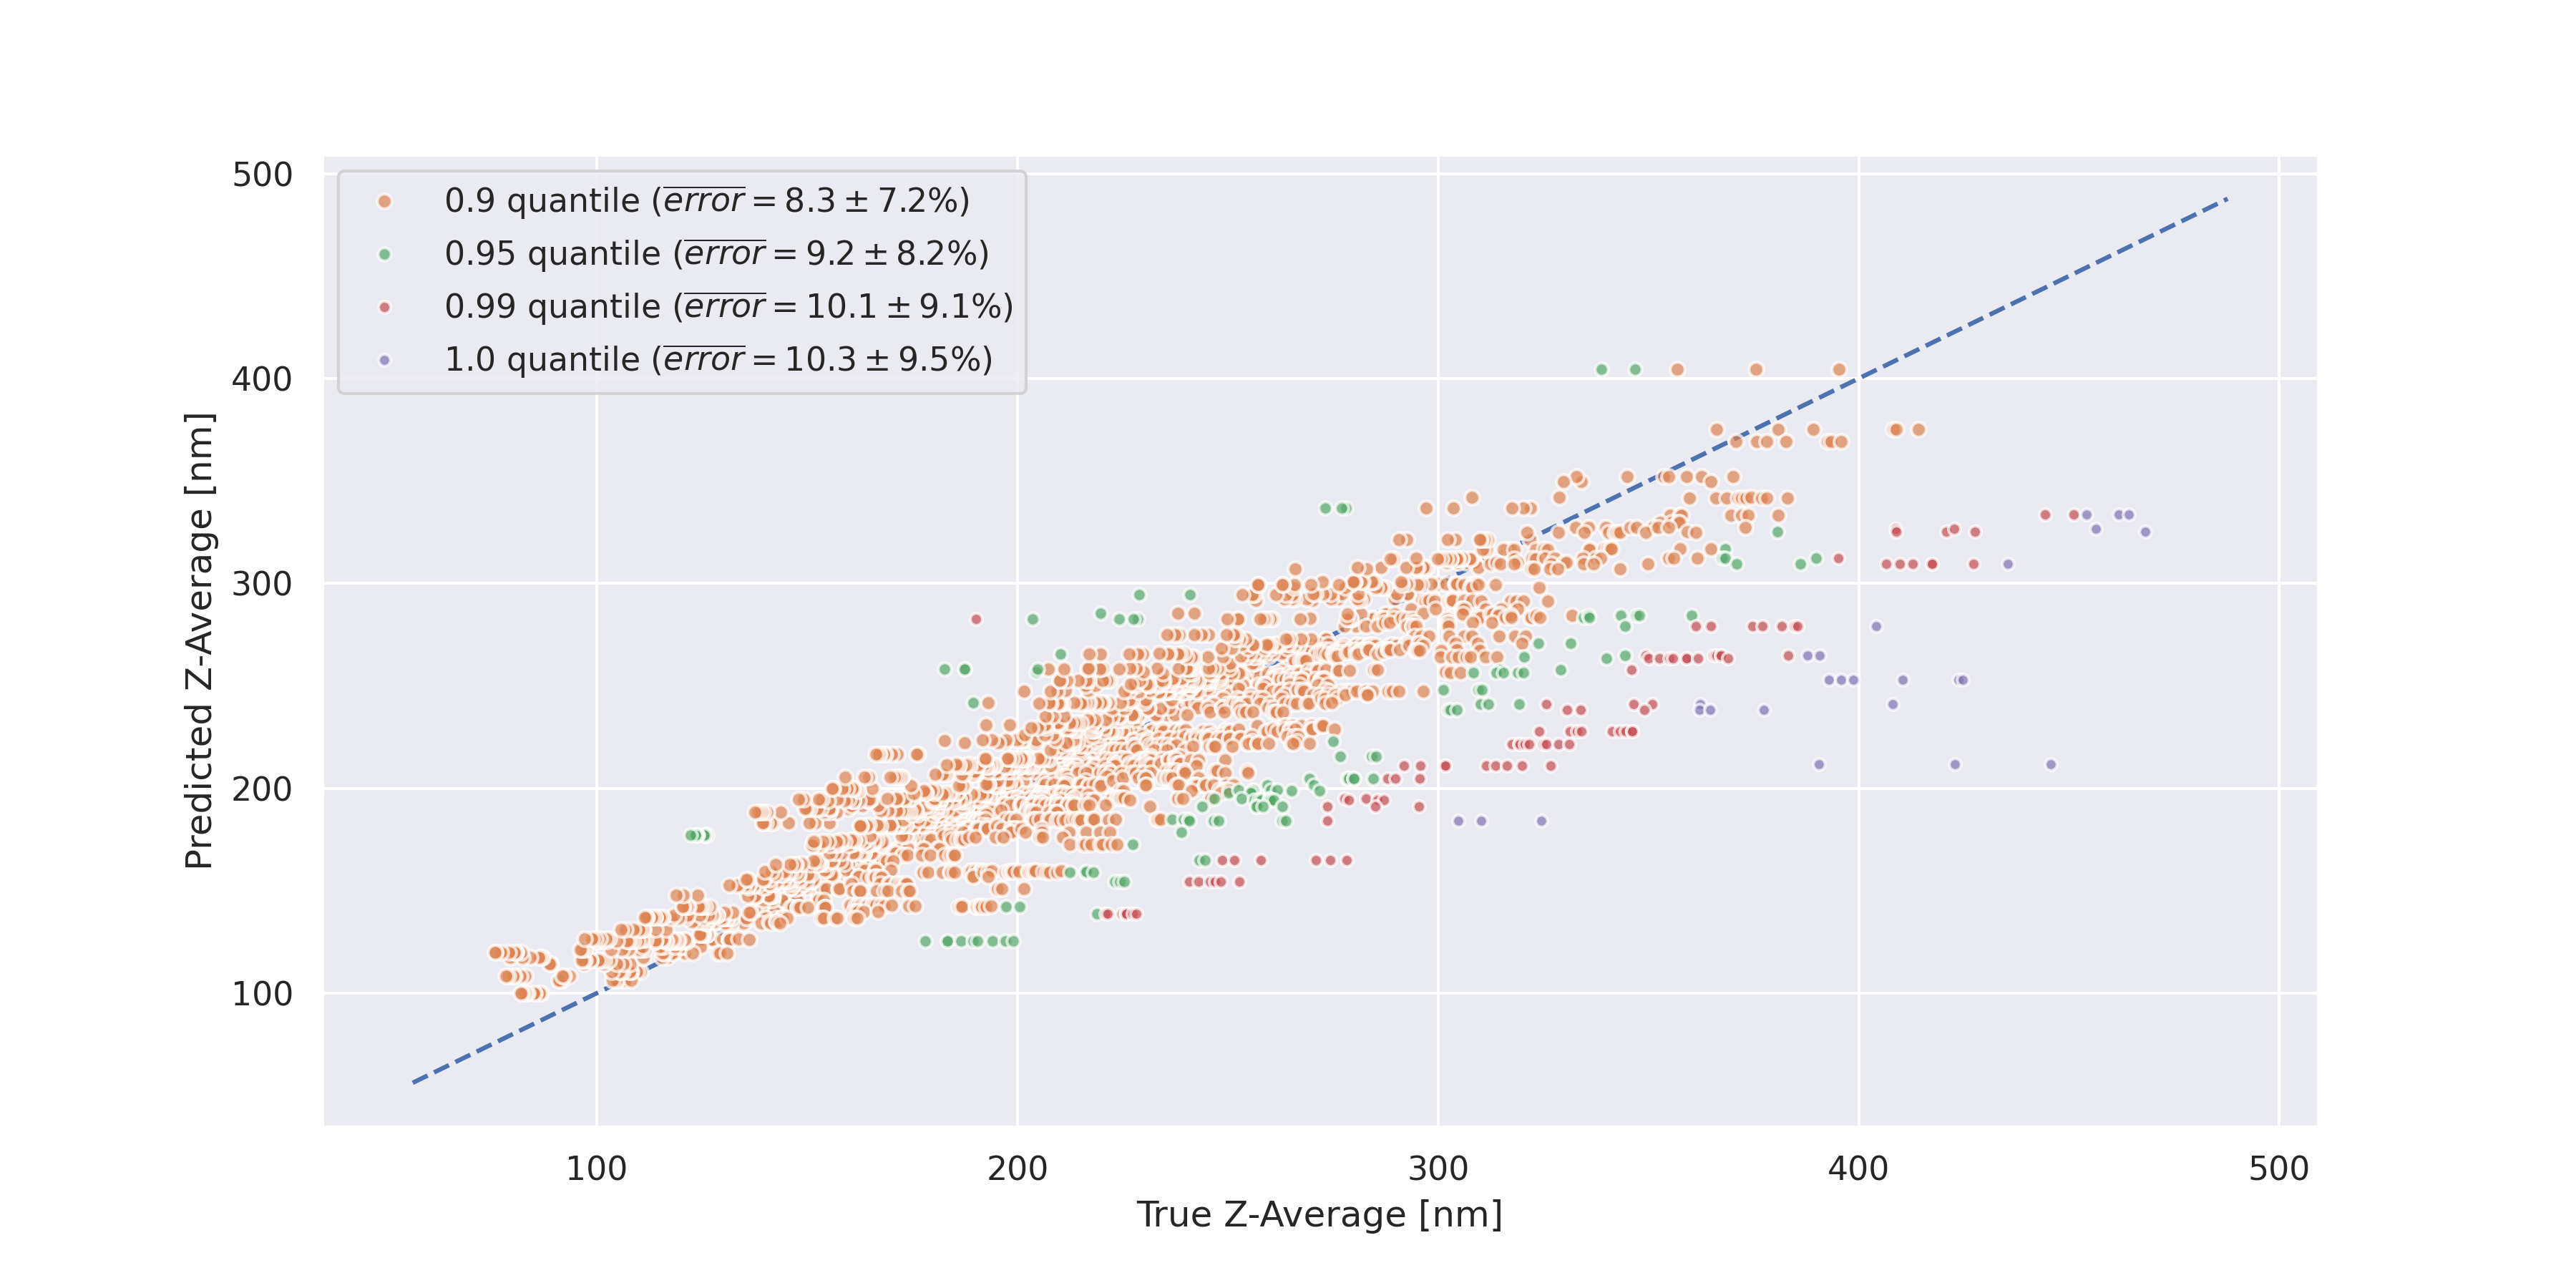 0.9 quantile (error = 8.3 ± 7.2%)
0.95 quantile (error = 9.2 ± 8.2%)
0.99 quantile (error = 10.1 ± 9.1%)
1.0 quantile (error = 10.3 ± 9.5%)
500
400
300
200
100
Predicted Z-Average [nm]
100 200 300 400 500
True Z-Average [nm]